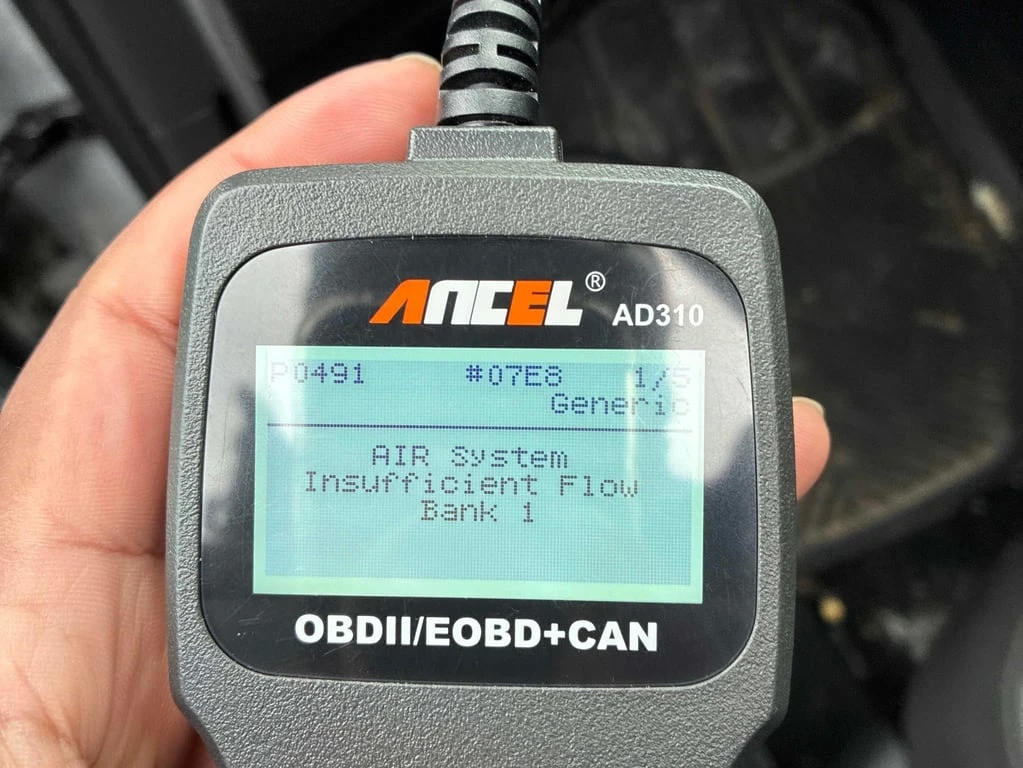 ANCEL® AD310
P0491 #07E8 1/5
Generic
AIR System
Insufficient Flow
Bank 1
OBDII/EOBD+CAN